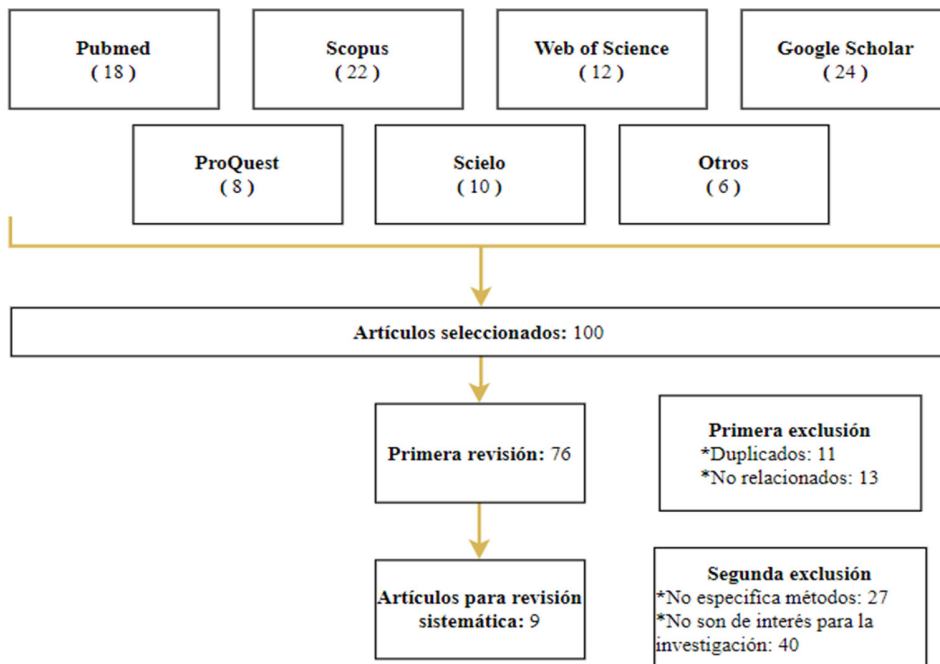 Pubmed
( 18 )
Scopus
( 22 )
Web of Science
( 12 )
Google Scholar
( 24 )
ProQuest
( 8 )
Scielo
( 10 )
Otros
( 6 )
Artículos seleccionados: 100
Primera revisión: 76
Primera exclusión
*Duplicados: 11
*No relacionados: 13
Artículos para revisión
sistemática: 9
Segunda exclusión
*No especifica métodos: 27
*No son de interés para la
investigación: 40